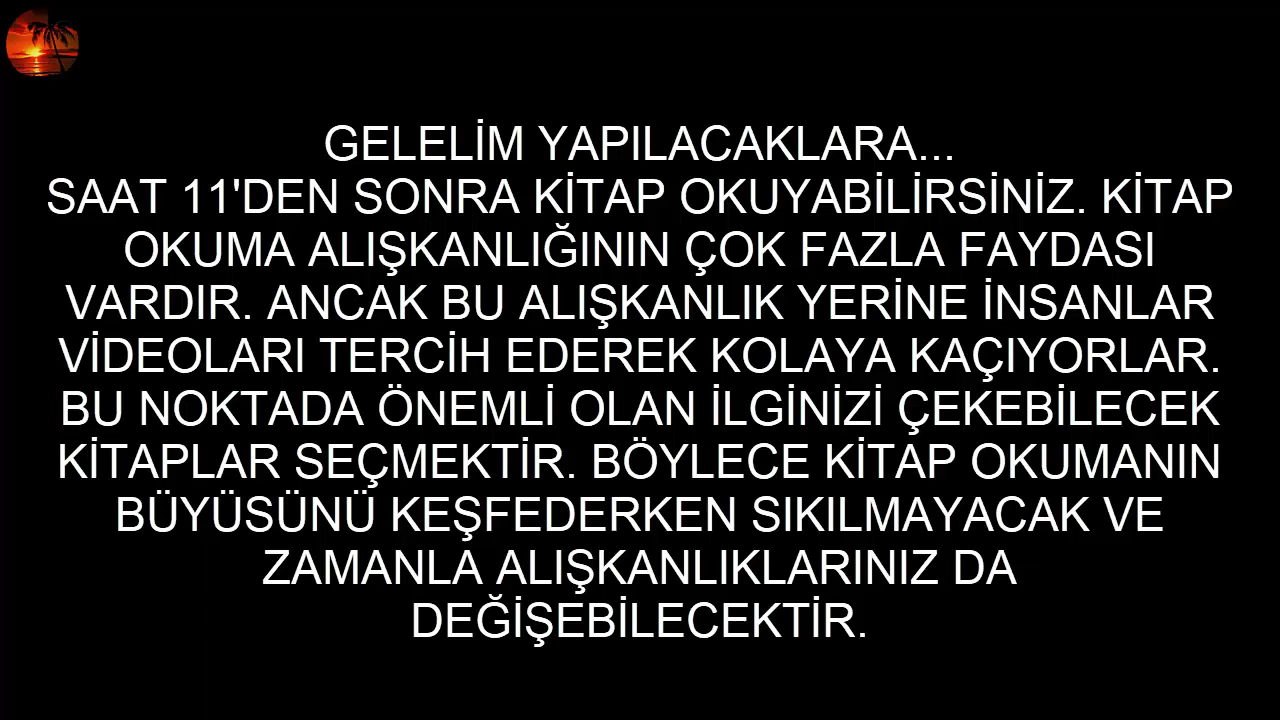 GELELİM YAPILACAKLARA...
SAAT 11'DEN SONRA KİTAP OKUYABİLİRSİNİZ. KİTAP
OKUMA ALIŞKANLIĞININ ÇOK FAZLA FAYDASI
VARDIR. ANCAK BU ALIŞKANLIK YERİNE İNSANLAR
VİDEOLARI TERCİH EDEREK KOLAYA KAÇIYORLAR.
BU NOKTADA ÖNEMLİ OLAN İLGİNİZİ ÇEKEBİLECEK
KİTAPLAR SEÇMEKTİR. BÖYLECE KİTAP OKUMANIN
BÜYÜSÜNÜ KEŞFEDERKEN SIKILMAYACAK VE
ZAMANLA ALIŞKANLIKLARINIZ DA
DEĞİŞEBİLECEKTİR.